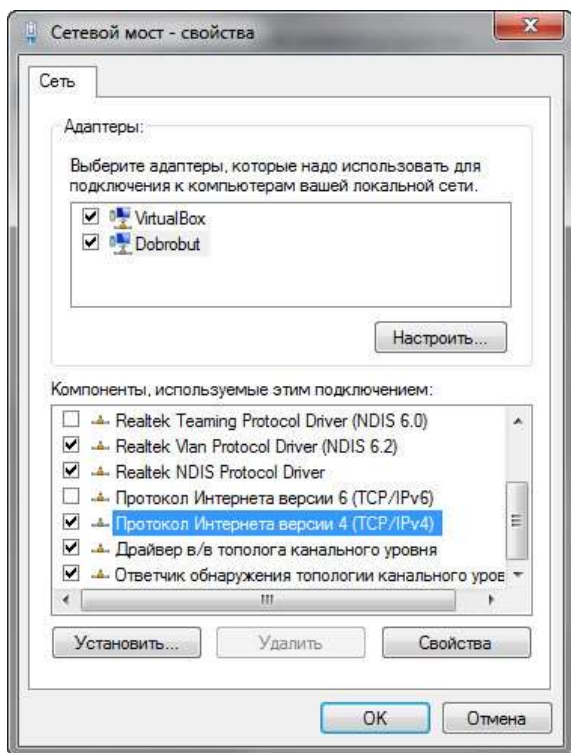 Сетевой мост - свойства
Сеть
Адаптеры:
Выберите адаптеры, которые надо использовать для
подключения к компьютерам вашей локальной сети.
VirtualBox
Dobrobut
Настроить...
Компоненты, используемые этим подключением:
Realtek Teaming Protocol Driver (NDIS 6.0)
Realtek Vlan Protocol Driver (NDIS 6.2)
Realtek NDIS Protocol Driver
Протокол Интернета версии 6 (TCP/IPv6)
Протокол Интернета версии 4 (TCP/IPv4)
Драйвер в/в тополога канального уровня
Ответчик обнаружения топологии канального уров
Установить...
Удалить
Свойства
OK
Отмена